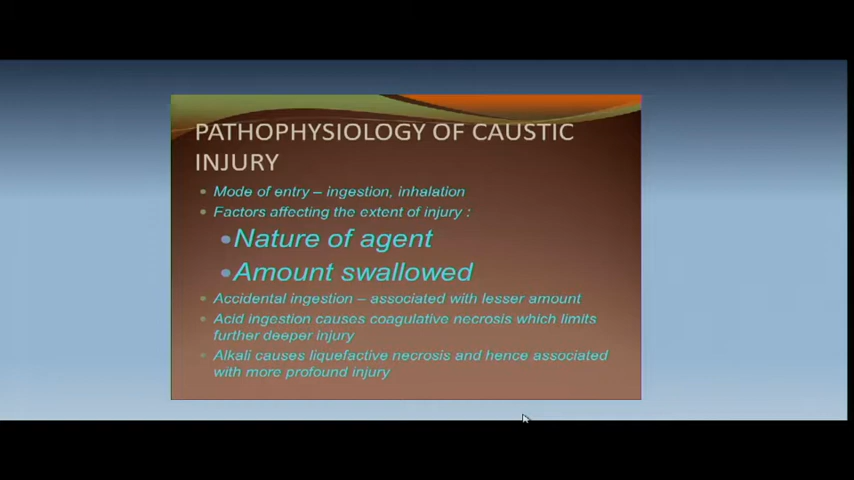 PATHOPHYSIOLOGY OF CAUSTIC
INJURY
• Mode of entry – ingestion, inhalation
• Factors affecting the extent of injury :
•Nature of agent
•Amount swallowed
• Accidental ingestion – associated with lesser amount
• Acid ingestion causes coagulative necrosis which limits
further deeper injury
• Alkali causes liquefactive necrosis and hence associated
with more profound injury